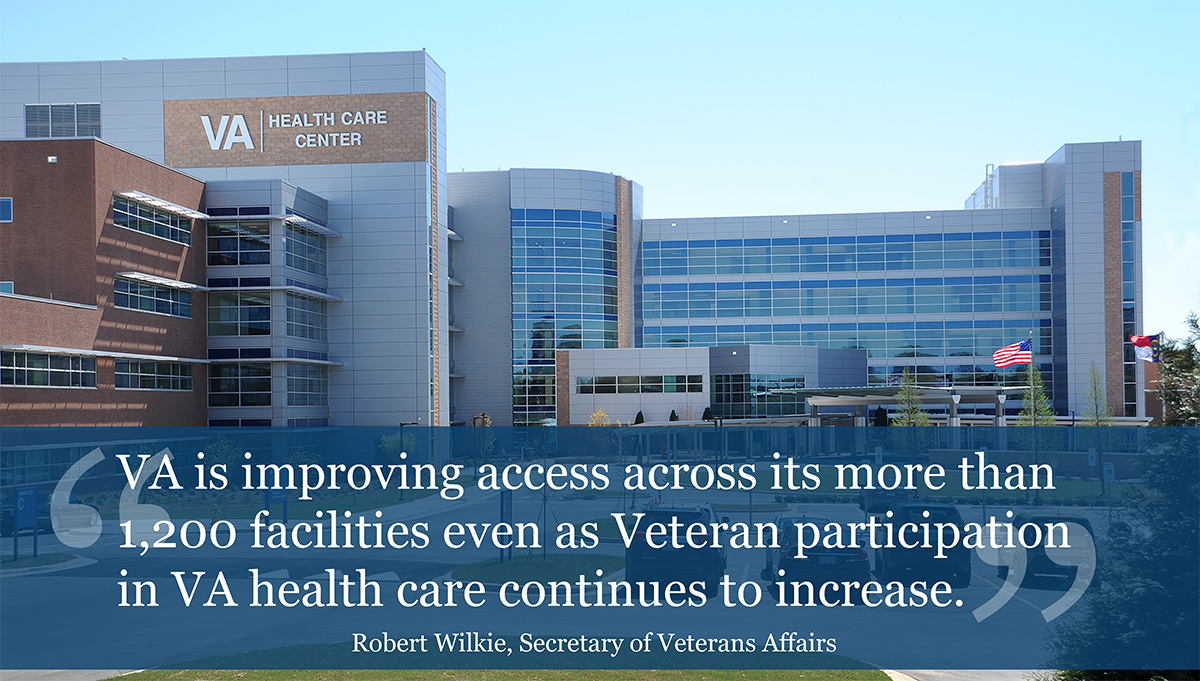 VA HEALTH CARE
CENTER
VA is improving access across its more than
1,200 facilities even as Veteran participation
in VA health care continues to increase.
Robert Wilkie, Secretary of Veterans Affairs